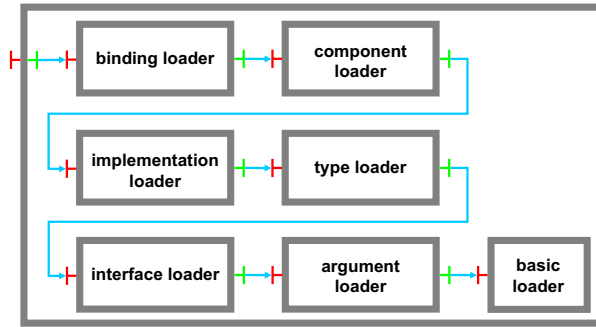 binding loader
component
loader
implementation
loader
type loader
interface loader
argument
loader
basic
loader